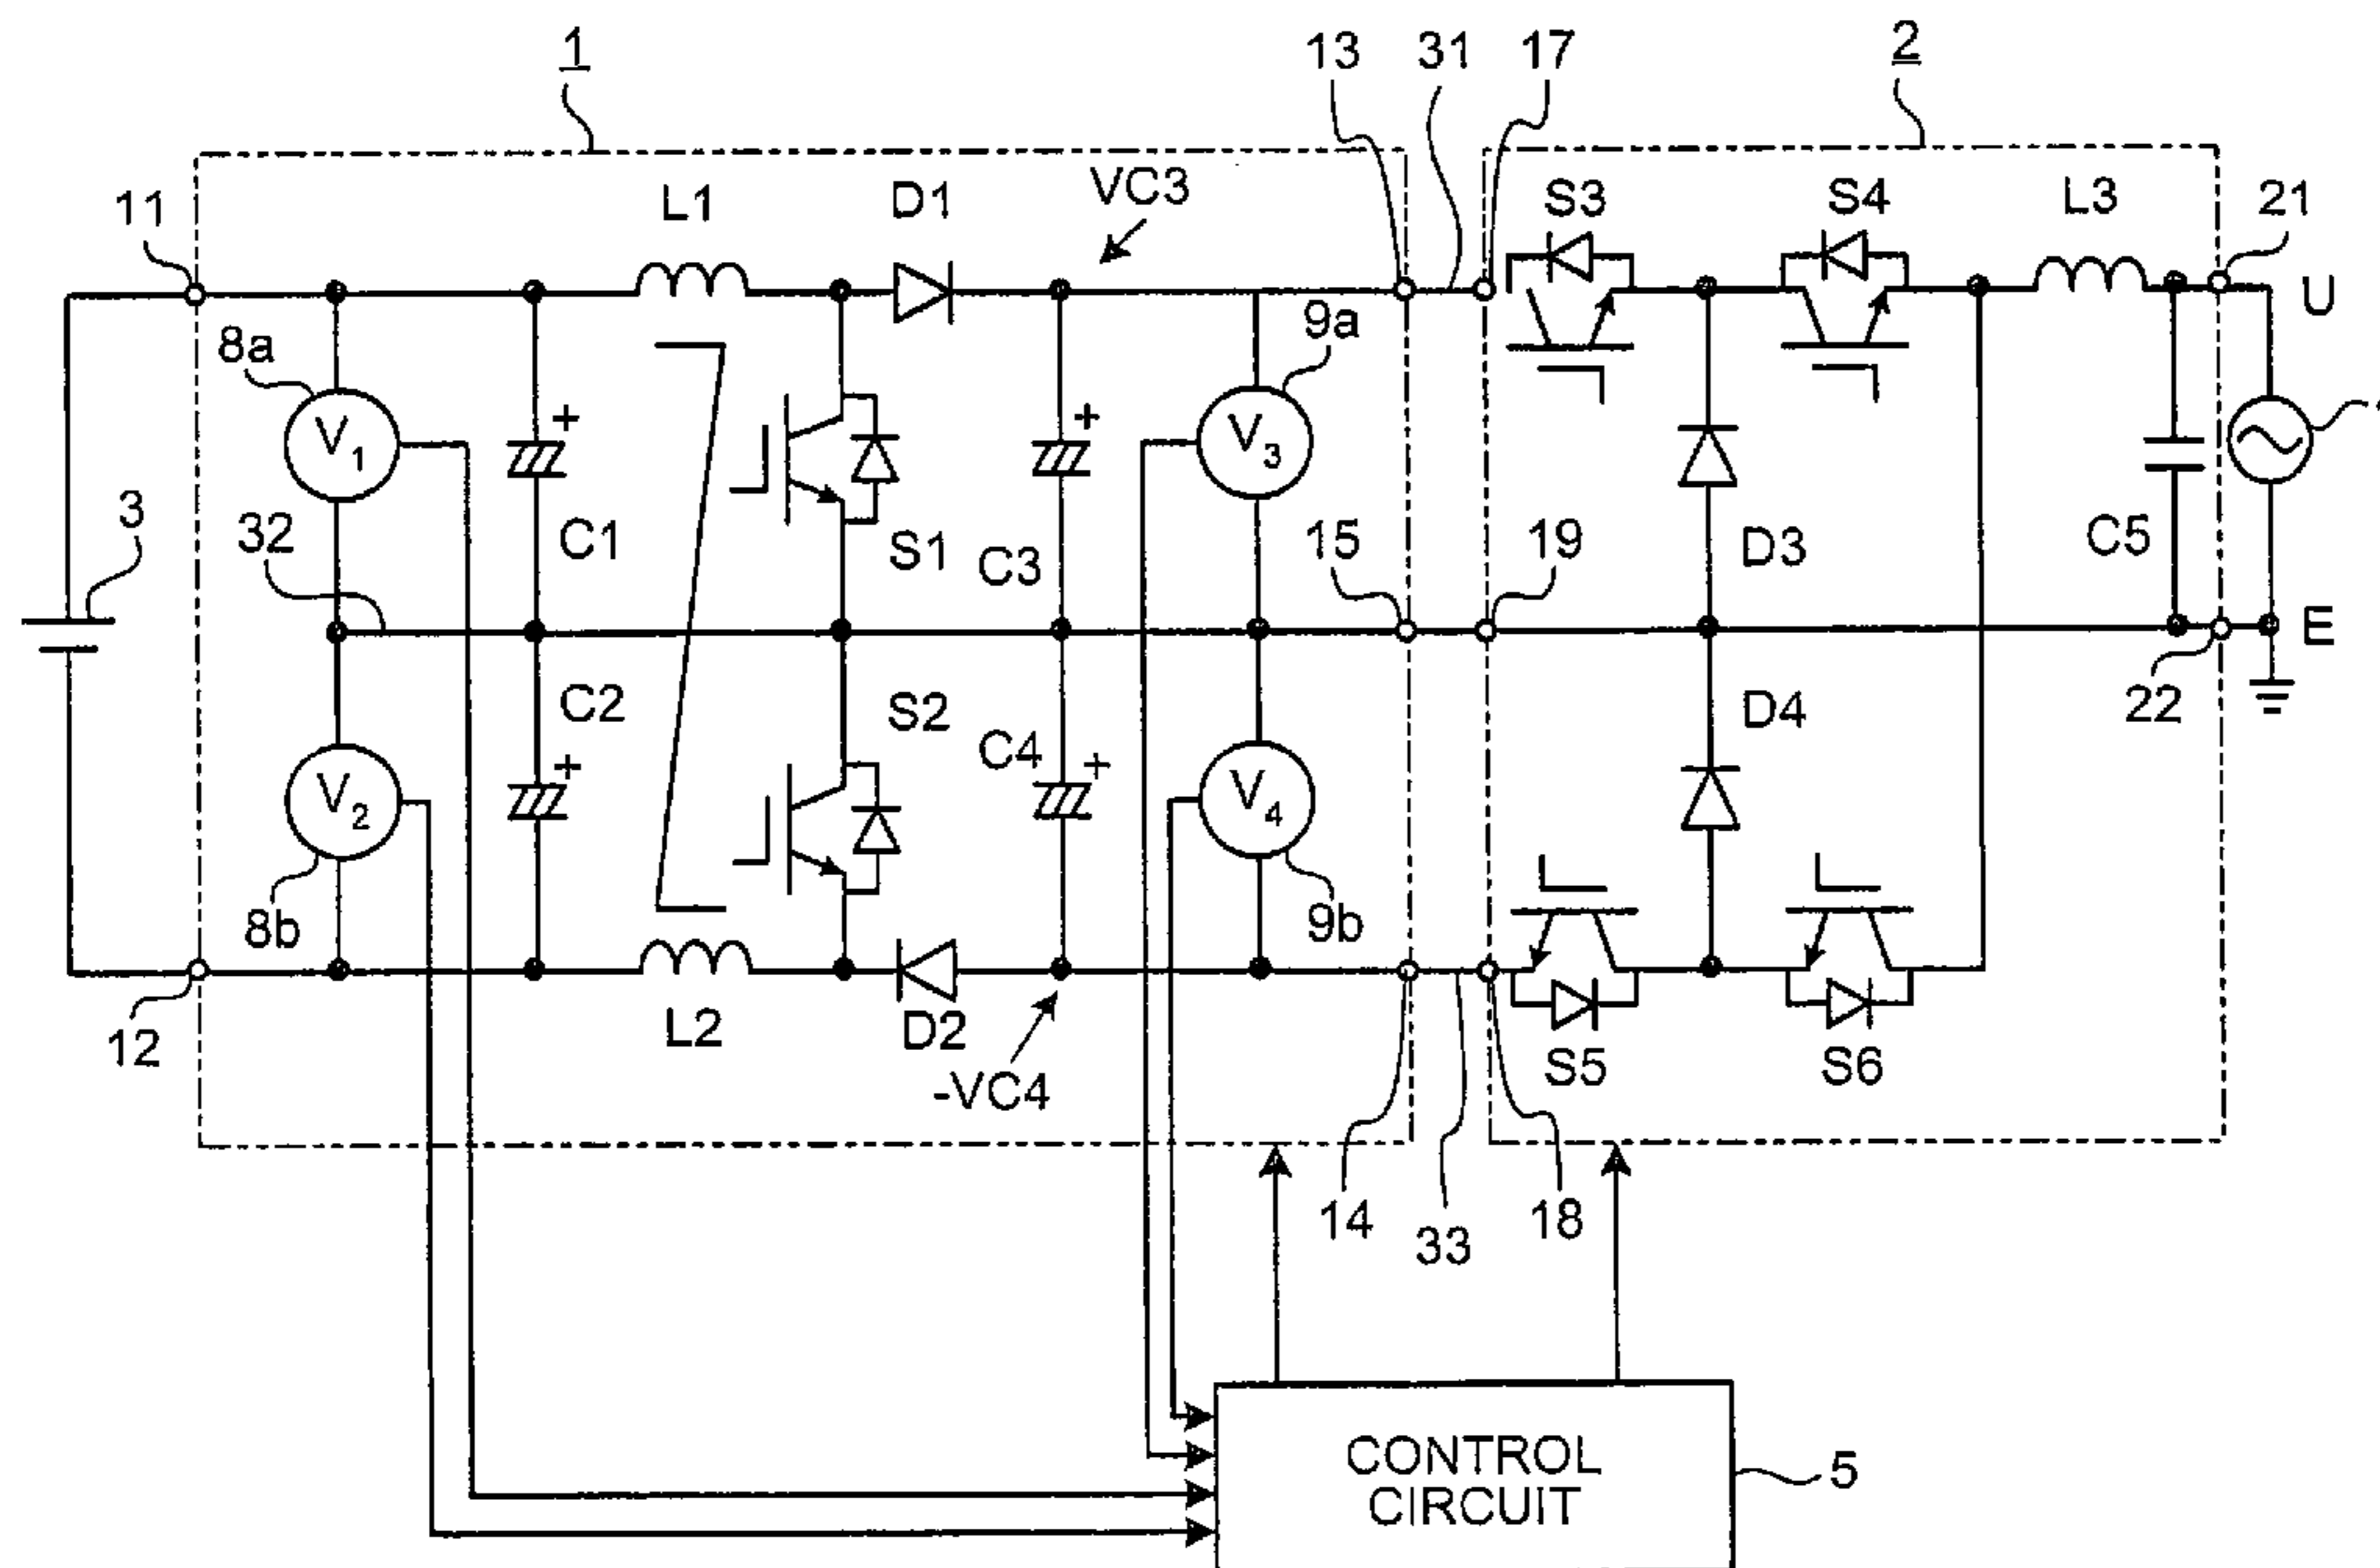 1
13
31
17
2
11
L1
D1
VC3
S3
S4
L3
21
U
8a
9a
V1
V3
3
32
C1
S1
C3
15
19
D3
C5
E
C2
S2
C4
D4
22
V2
V4
8b
9b
12
L2
D2
-VC4
S5
S6
14
33
18
CONTROL
CIRCUIT
5
+
+
+
+